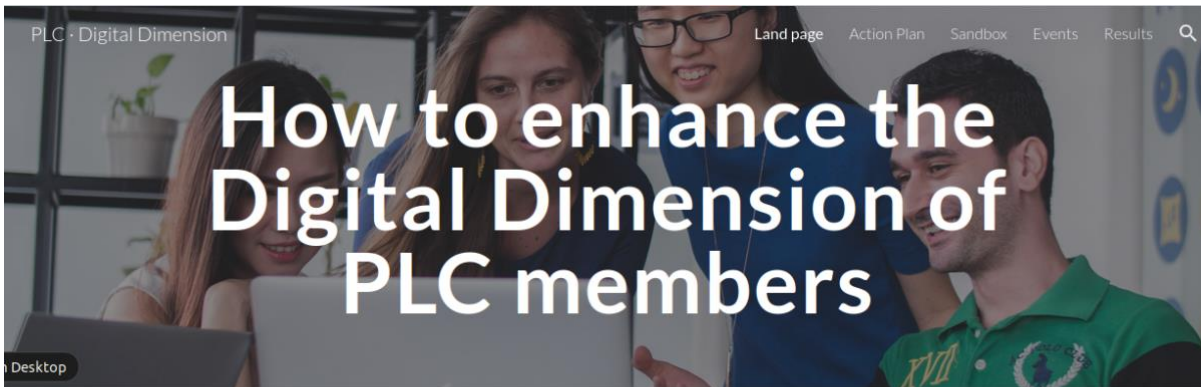 PLC · Digital Dimension
Land page Action Plan Sandbox Events Results
How to enhance the
Digital Dimension of
PLC members
Desktop
XVII